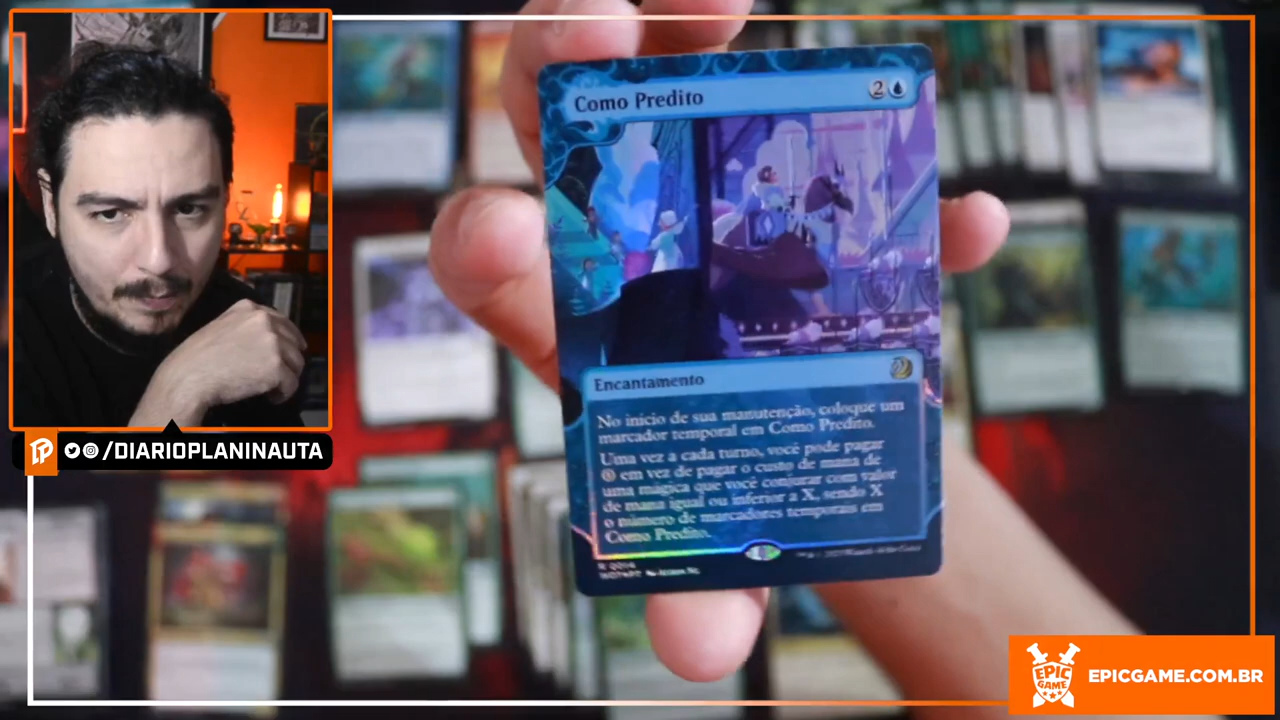 Como Predito
2
Encantamento
No início de sua manutenção, coloque um
marcador temporal em Como Predito.
Uma vez a cada turno, você pode pagar
0 em vez de pagar o custo de mana de
uma mágica que você conjurar com valor
de mana igual ou inferior a X, sendo X
o número de marcadores temporais em
Como Predito.
R 0014
WOT • PT
/DIARIOPLANINAUTA
EPIC
GAME
EPICGAME.COM.BR